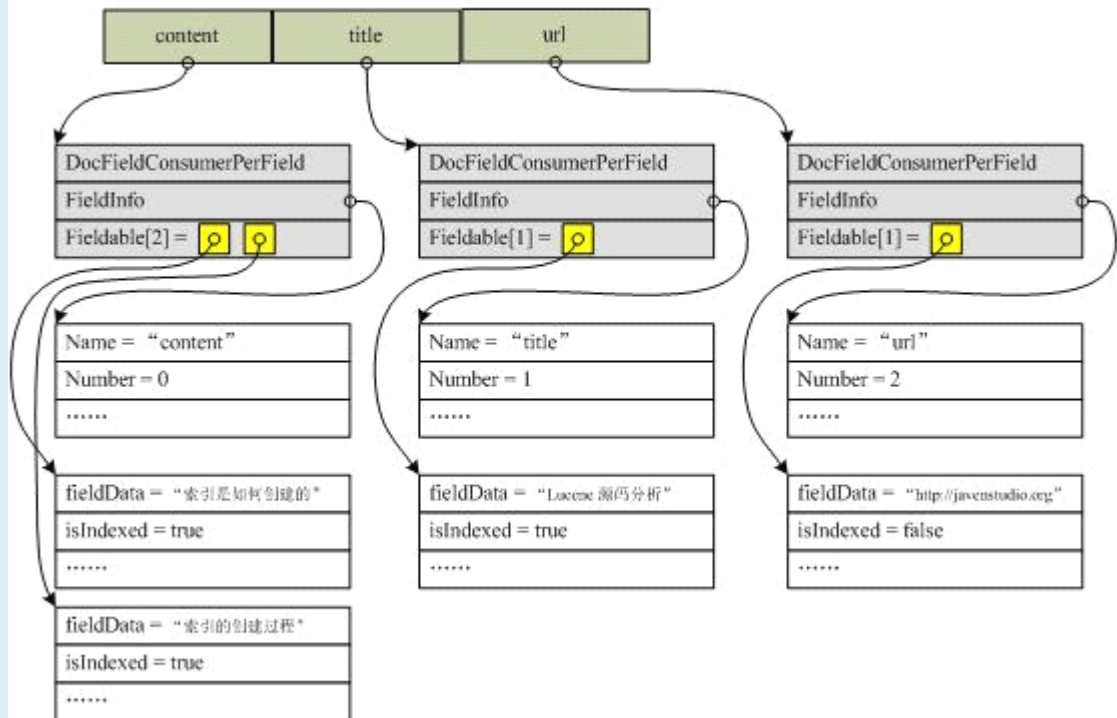 content title url
DocFieldConsumerPerField
FieldInfo
Fieldable[2] =
DocFieldConsumerPerField
FieldInfo
Fieldable[1] =
DocFieldConsumerPerField
FieldInfo
Fieldable[1] =
Name = “content”
Number = 0
……
Name = “title”
Number = 1
……
Name = “url”
Number = 2
……
fieldData = “索引是如何创建的”
isIndexed = true
……
fieldData = “Lucene 源码分析”
isIndexed = true
……
fieldData = “http://javenstudio.org”
isIndexed = false
……
fieldData = “索引的创建过程”
isIndexed = true
……